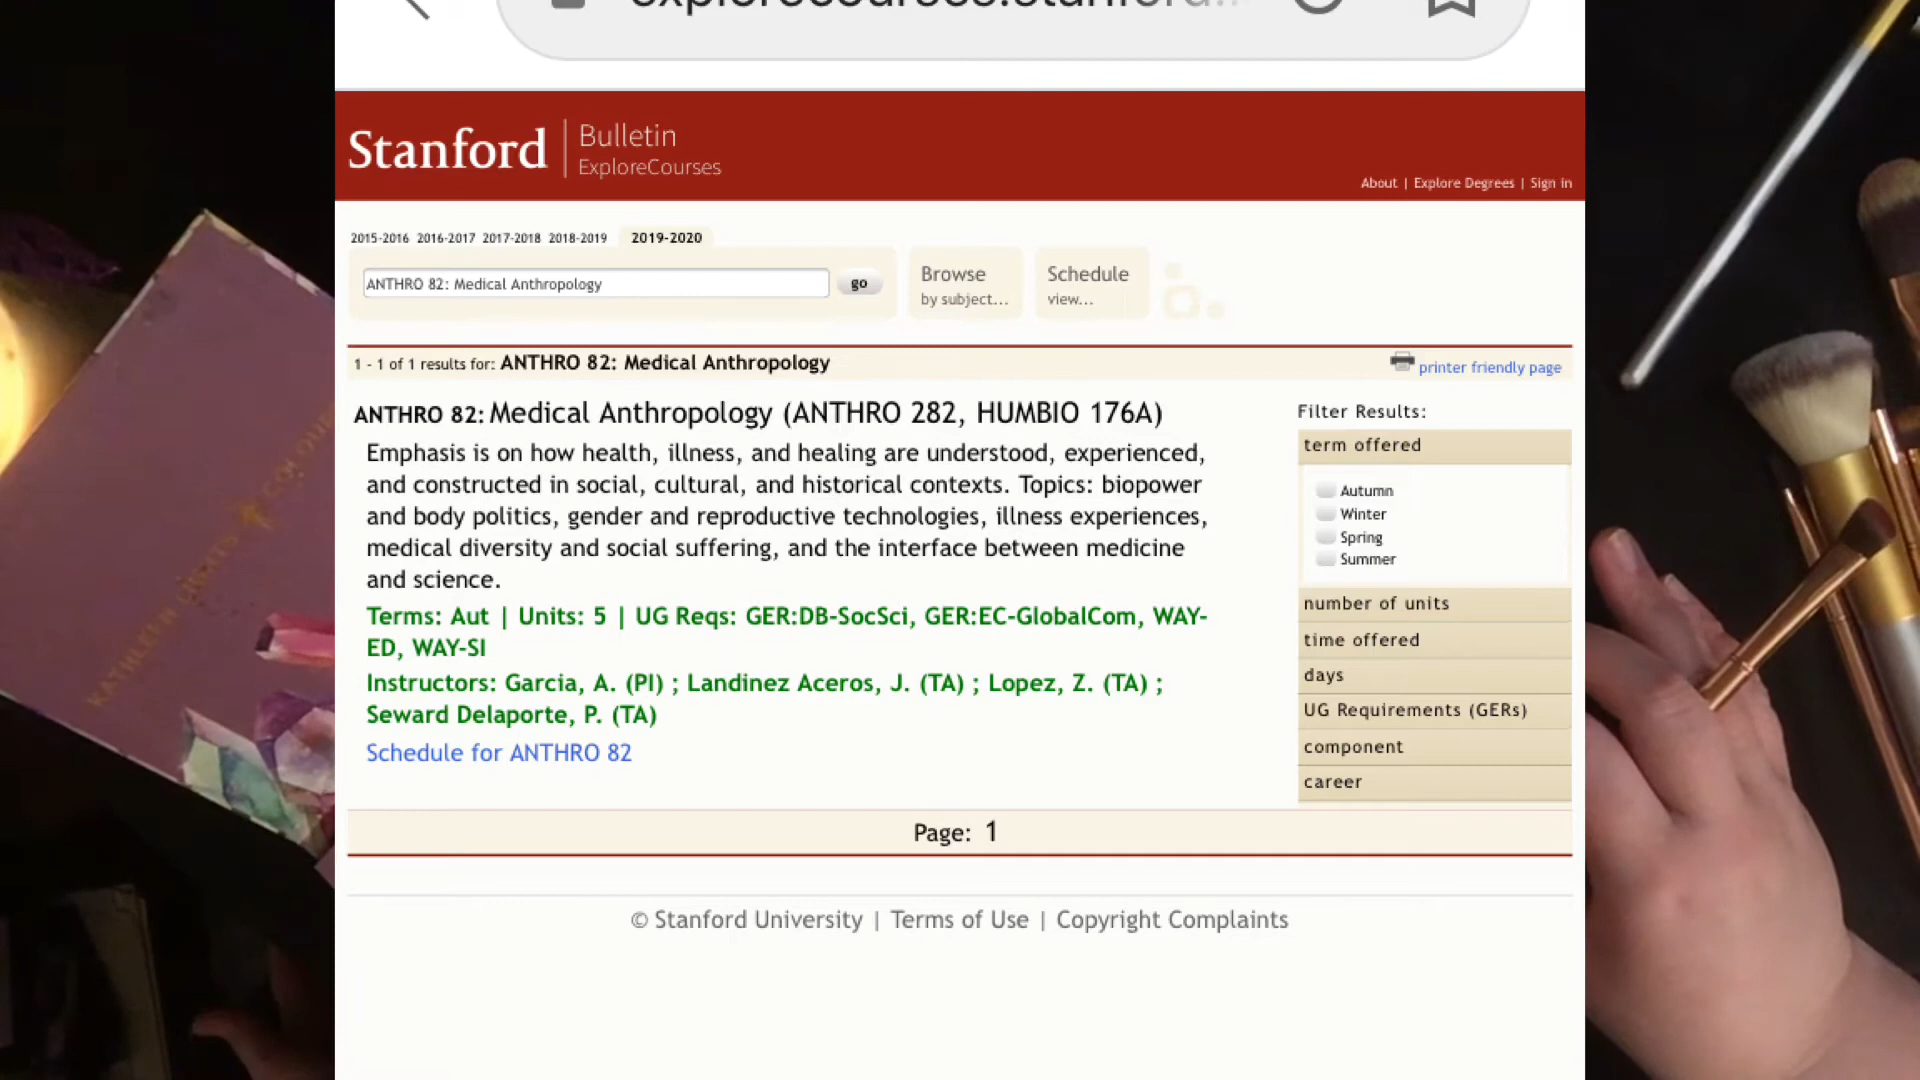 Stanford
Bulletin
ExploreCourses
About | Explore Degrees | Sign in
2015-2016 2016-2017 2017-2018 2018-2019 2019-2020
ANTHRO 82: Medical Anthropology
go
Browse
by subject...
Schedule
view...
1 - 1 of 1 results for: ANTHRO 82: Medical Anthropology
printer friendly page
ANTHRO 82: Medical Anthropology (ANTHRO 282, HUMBIO 176A)
Emphasis is on how health, illness, and healing are understood, experienced,
and constructed in social, cultural, and historical contexts. Topics: biopower
and body politics, gender and reproductive technologies, illness experiences,
medical diversity and social suffering, and the interface between medicine
and science.
Terms: Aut | Units: 5 | UG Reqs: GER:DB-SocSci, GER:EC-GlobalCom, WAY-
ED, WAY-SI
Instructors: Garcia, A. (PI) ; Landinez Aceros, J. (TA) ; Lopez, Z. (TA) ;
Seward Delaporte, P. (TA)
Schedule for ANTHRO 82
Filter Results:
term offered
Autumn
Winter
Spring
Summer
number of units
time offered
days
UG Requirements (GERs)
component
career
Page: 1
© Stanford University | Terms of Use | Copyright Complaints
KATHLEEN